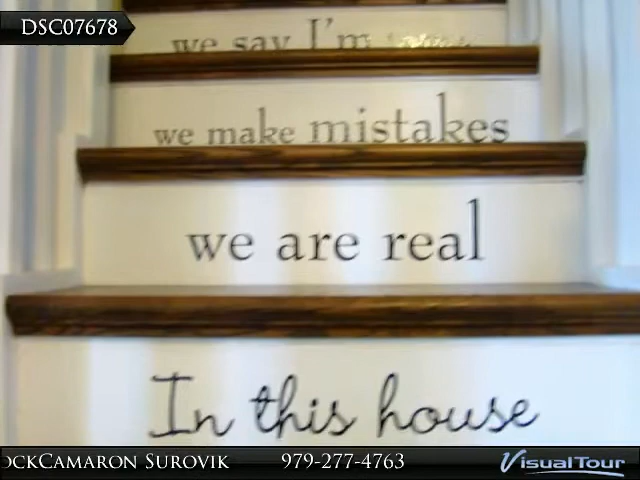 DSC07678
we say I'm
we make mistakes
we are real
In this house
OCKCAMARON SUROVIK 979-277-4763 VISUALTOUR